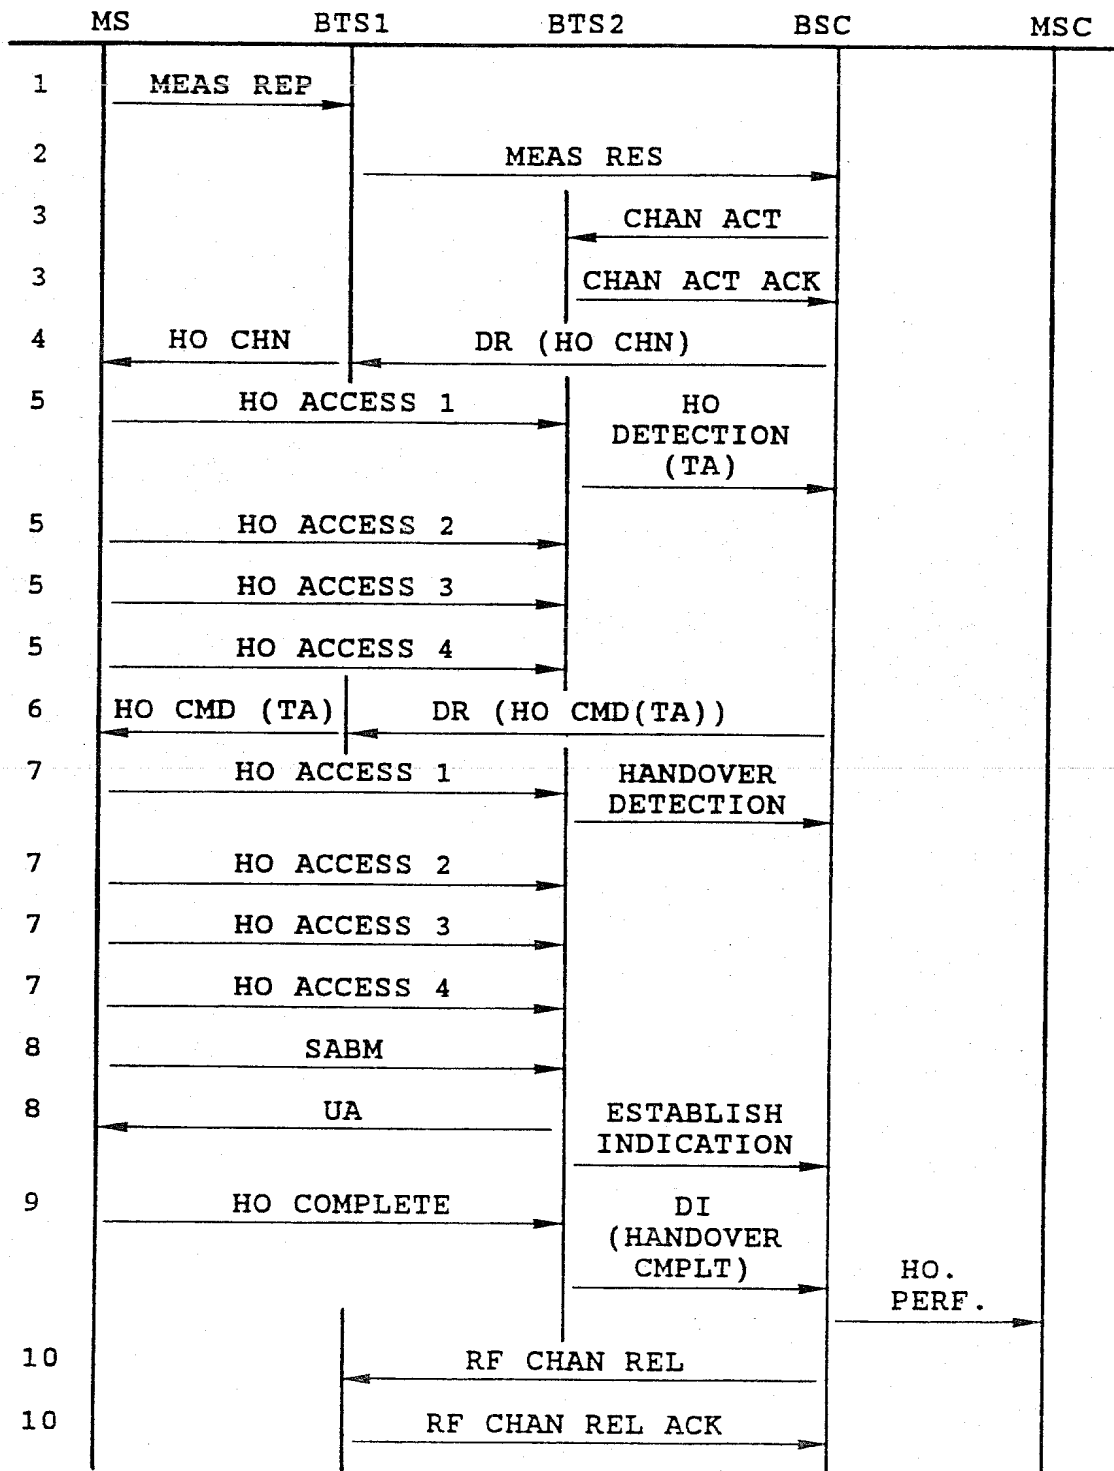 MS BTS1 BTS2 BSC MSC
1 MEAS REP
2 MEAS RES
3 CHAN ACT
3 CHAN ACT ACK
4 HO CHN DR (HO CHN)
5 HO ACCESS 1 HO
DETECTION
(TA)
5 HO ACCESS 2
5 HO ACCESS 3
5 HO ACCESS 4
6 HO CMD (TA) DR (HO CMD(TA))
7 HO ACCESS 1 HANDOVER
DETECTION
7 HO ACCESS 2
7 HO ACCESS 3
7 HO ACCESS 4
8 SABM
8 UA ESTABLISH
INDICATION
9 HO COMPLETE DI
(HANDOVER
CMPLT) HO.
PERF.
10 RF CHAN REL
10 RF CHAN REL ACK